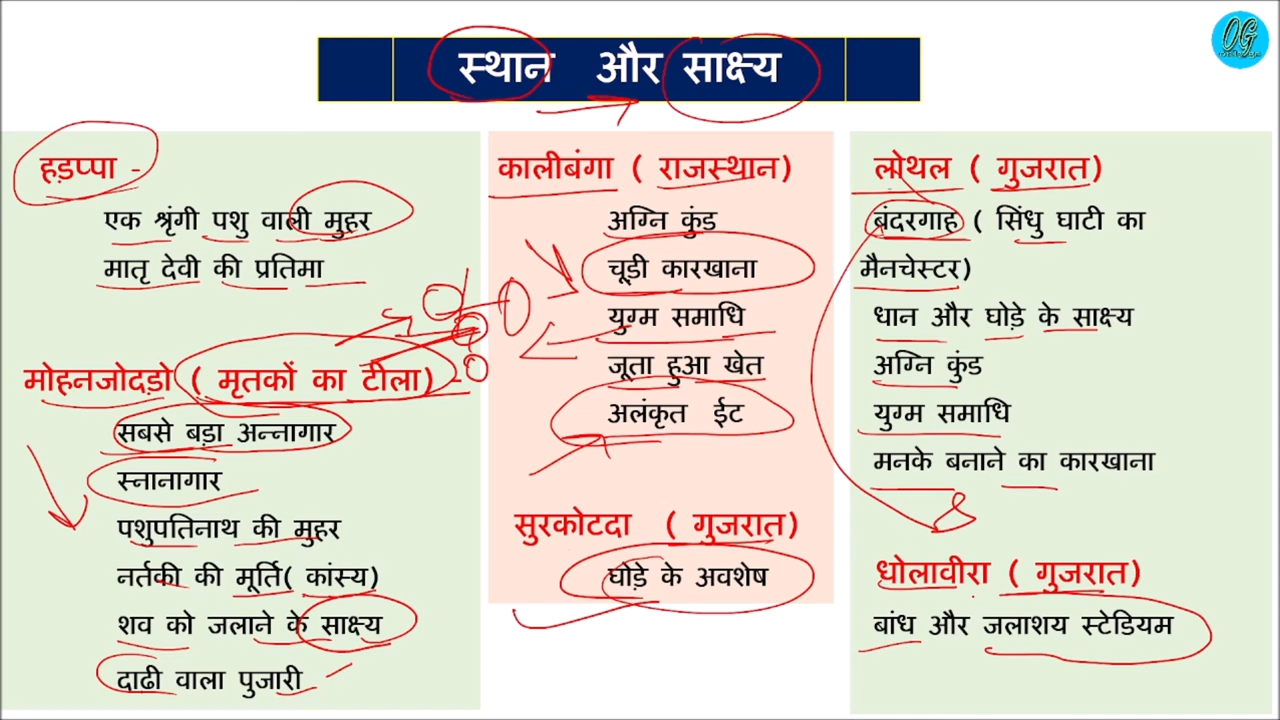 स्थान और साक्ष्य
OG
हड़प्पा -
एक श्रृंगी पशु वाली मुहर
मातृ देवी की प्रतिमा
मोहनजोदड़ो ( मृतकों का टीला) -
सबसे बड़ा अन्नागार
स्नानागार
पशुपतिनाथ की मुहर
नर्तकी की मूर्ति( कांस्य)
शव को जलाने के साक्ष्य
दाढी वाला पुजारी
कालीबंगा ( राजस्थान)
अग्नि कुंड
चूड़ी कारखाना
युग्म समाधि
जूता हुआ खेत
अलंकृत ईट
सुरकोटदा ( गुजरात)
घोड़े के अवशेष
लोथल ( गुजरात)
बंदरगाह ( सिंधु घाटी का
मैनचेस्टर)
धान और घोड़े के साक्ष्य
अग्नि कुंड
युग्म समाधि
मनके बनाने का कारखाना
धोलावीरा ( गुजरात)
बांध और जलाशय स्टेडियम